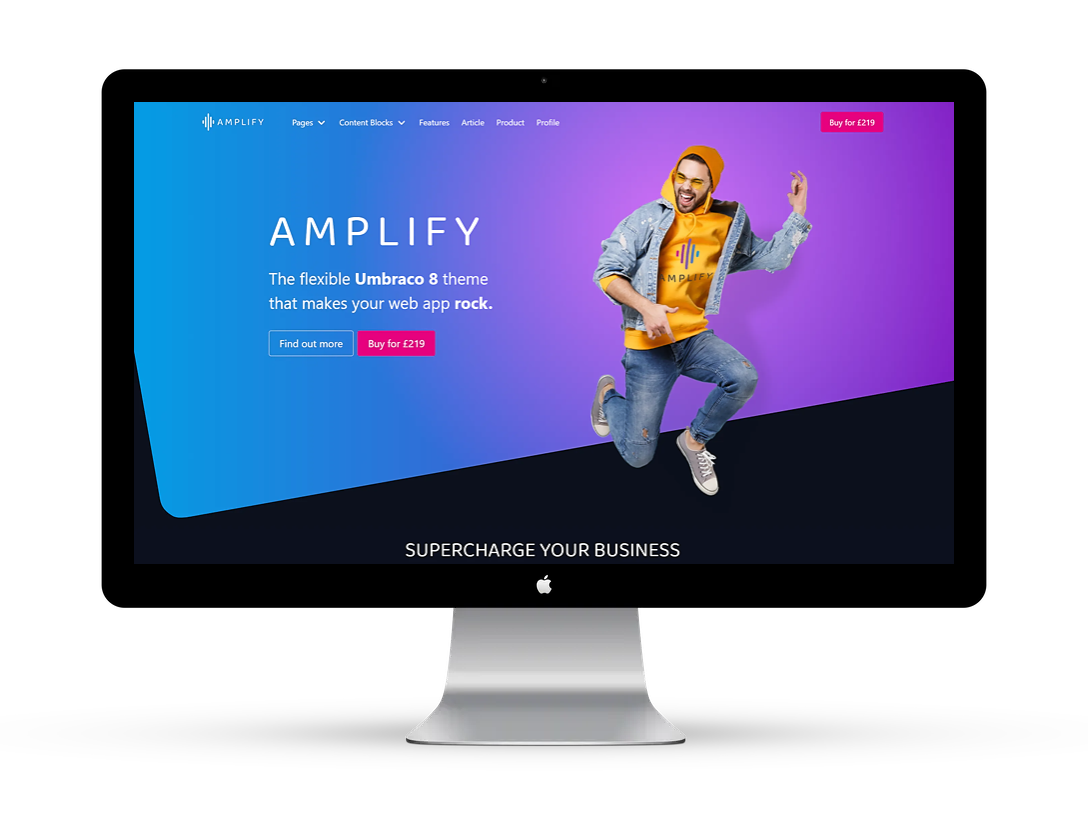 AMPLIFY
Pages
Content Blocks
Features
Article
Product
Profile
Buy for £219
AMPLIFY
The flexible Umbraco 8 theme
that makes your web app rock.
Find out more
Buy for £219
AMPLIFY
SUPERCHARGE YOUR BUSINESS